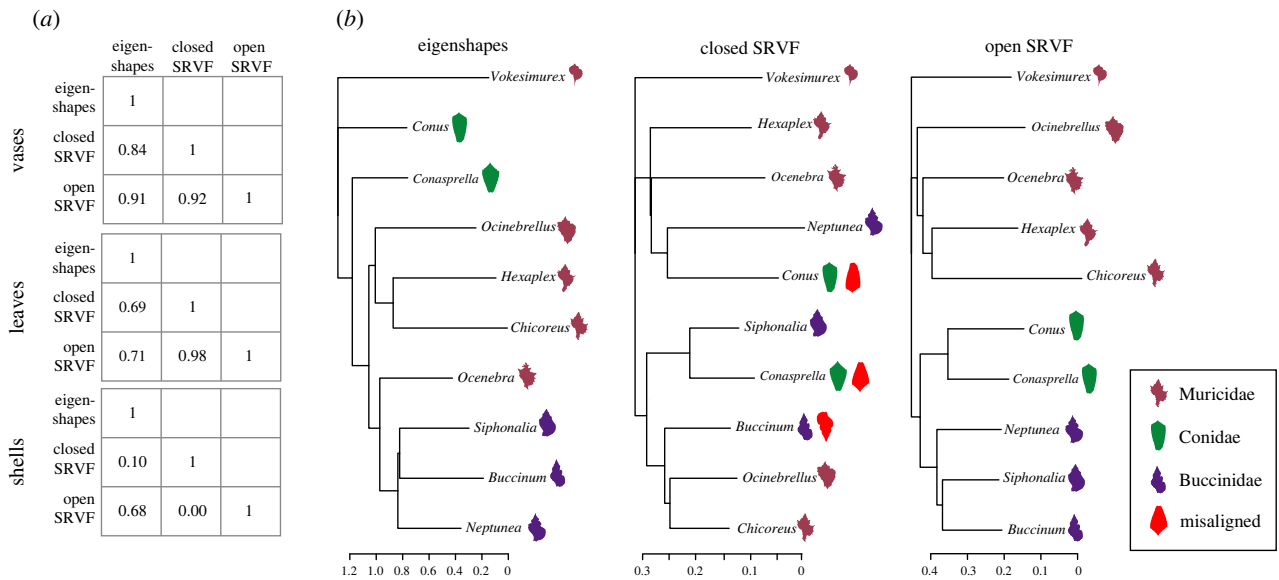 (a)
eigen-
shapes
closed
SRVF
open
SRVF
vases
eigen-
shapes
1
closed
SRVF
0.84
1
open
SRVF
0.91
0.92
1
leaves
eigen-
shapes
1
closed
SRVF
0.69
1
open
SRVF
0.71
0.98
1
shells
eigen-
shapes
1
closed
SRVF
0.10
1
open
SRVF
0.68
0.00
1
(b)
eigenshapes
Vokesimurex
Conus
Conasprella
Ocinebrellus
Hexaplex
Chicoreus
Ocenebra
Siphonalia
Buccinum
Neptunea
1.2 1.0 0.8 0.6 0.4 0.2 0
closed SRVF
Vokesimurex
Hexaplex
Ocenebra
Neptunea
Conus
Siphonalia
Conasprella
Buccinum
Ocinebrellus
Chicoreus
0.3 0.2 0.1 0
open SRVF
Vokesimurex
Ocinebrellus
Ocenebra
Hexaplex
Chicoreus
Conus
Conasprella
Neptunea
Siphonalia
Buccinum
0.4 0.3 0.2 0.1 0
Muricidae
Conidae
Buccinidae
misaligned